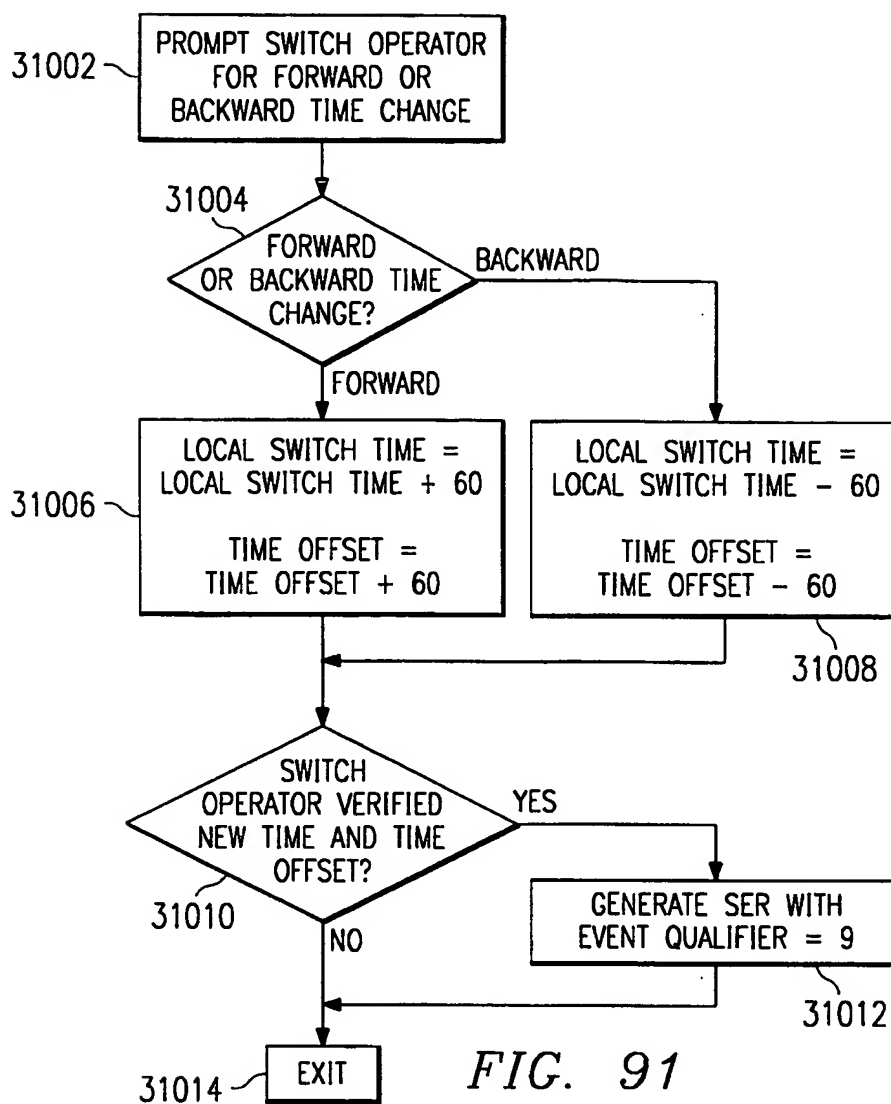 31002
PROMPT SWITCH OPERATOR
FOR FORWARD OR
BACKWARD TIME CHANGE
31004
FORWARD
OR BACKWARD TIME
CHANGE?
BACKWARD
FORWARD
31006
LOCAL SWITCH TIME =
LOCAL SWITCH TIME + 60
TIME OFFSET =
TIME OFFSET + 60
LOCAL SWITCH TIME =
LOCAL SWITCH TIME – 60
TIME OFFSET =
TIME OFFSET – 60
31008
SWITCH
OPERATOR VERIFIED
NEW TIME AND TIME
OFFSET?
YES
31010
NO
GENERATE SER WITH
EVENT QUALIFIER = 9
31012
31014
EXIT
FIG. 91